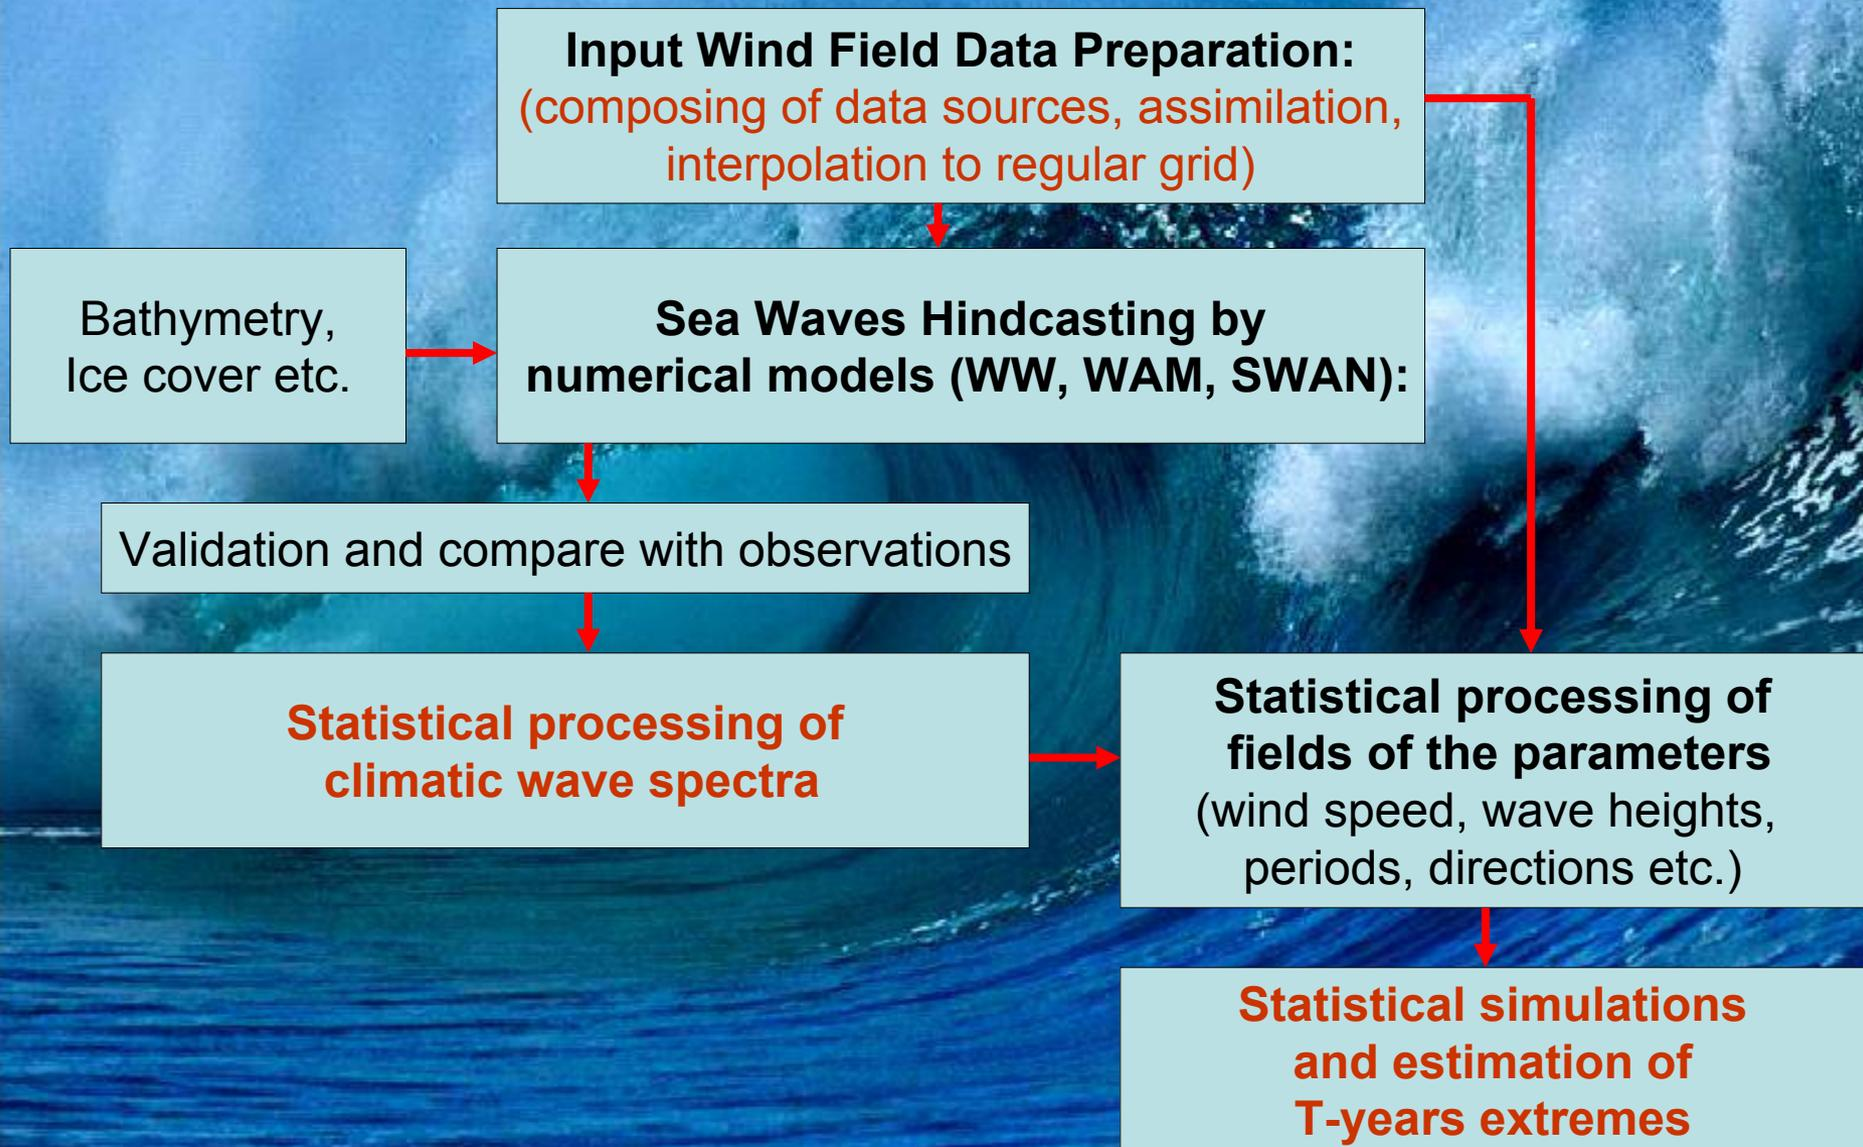 Input Wind Field Data Preparation:
(composing of data sources, assimilation,
interpolation to regular grid)
Bathymetry,
Ice cover etc.
Sea Waves Hindcasting by
numerical models (WW, WAM, SWAN):
Validation and compare with observations
Statistical processing of
climatic wave spectra
Statistical processing of
fields of the parameters
(wind speed, wave heights,
periods, directions etc.)
Statistical simulations
and estimation of
T-years extremes